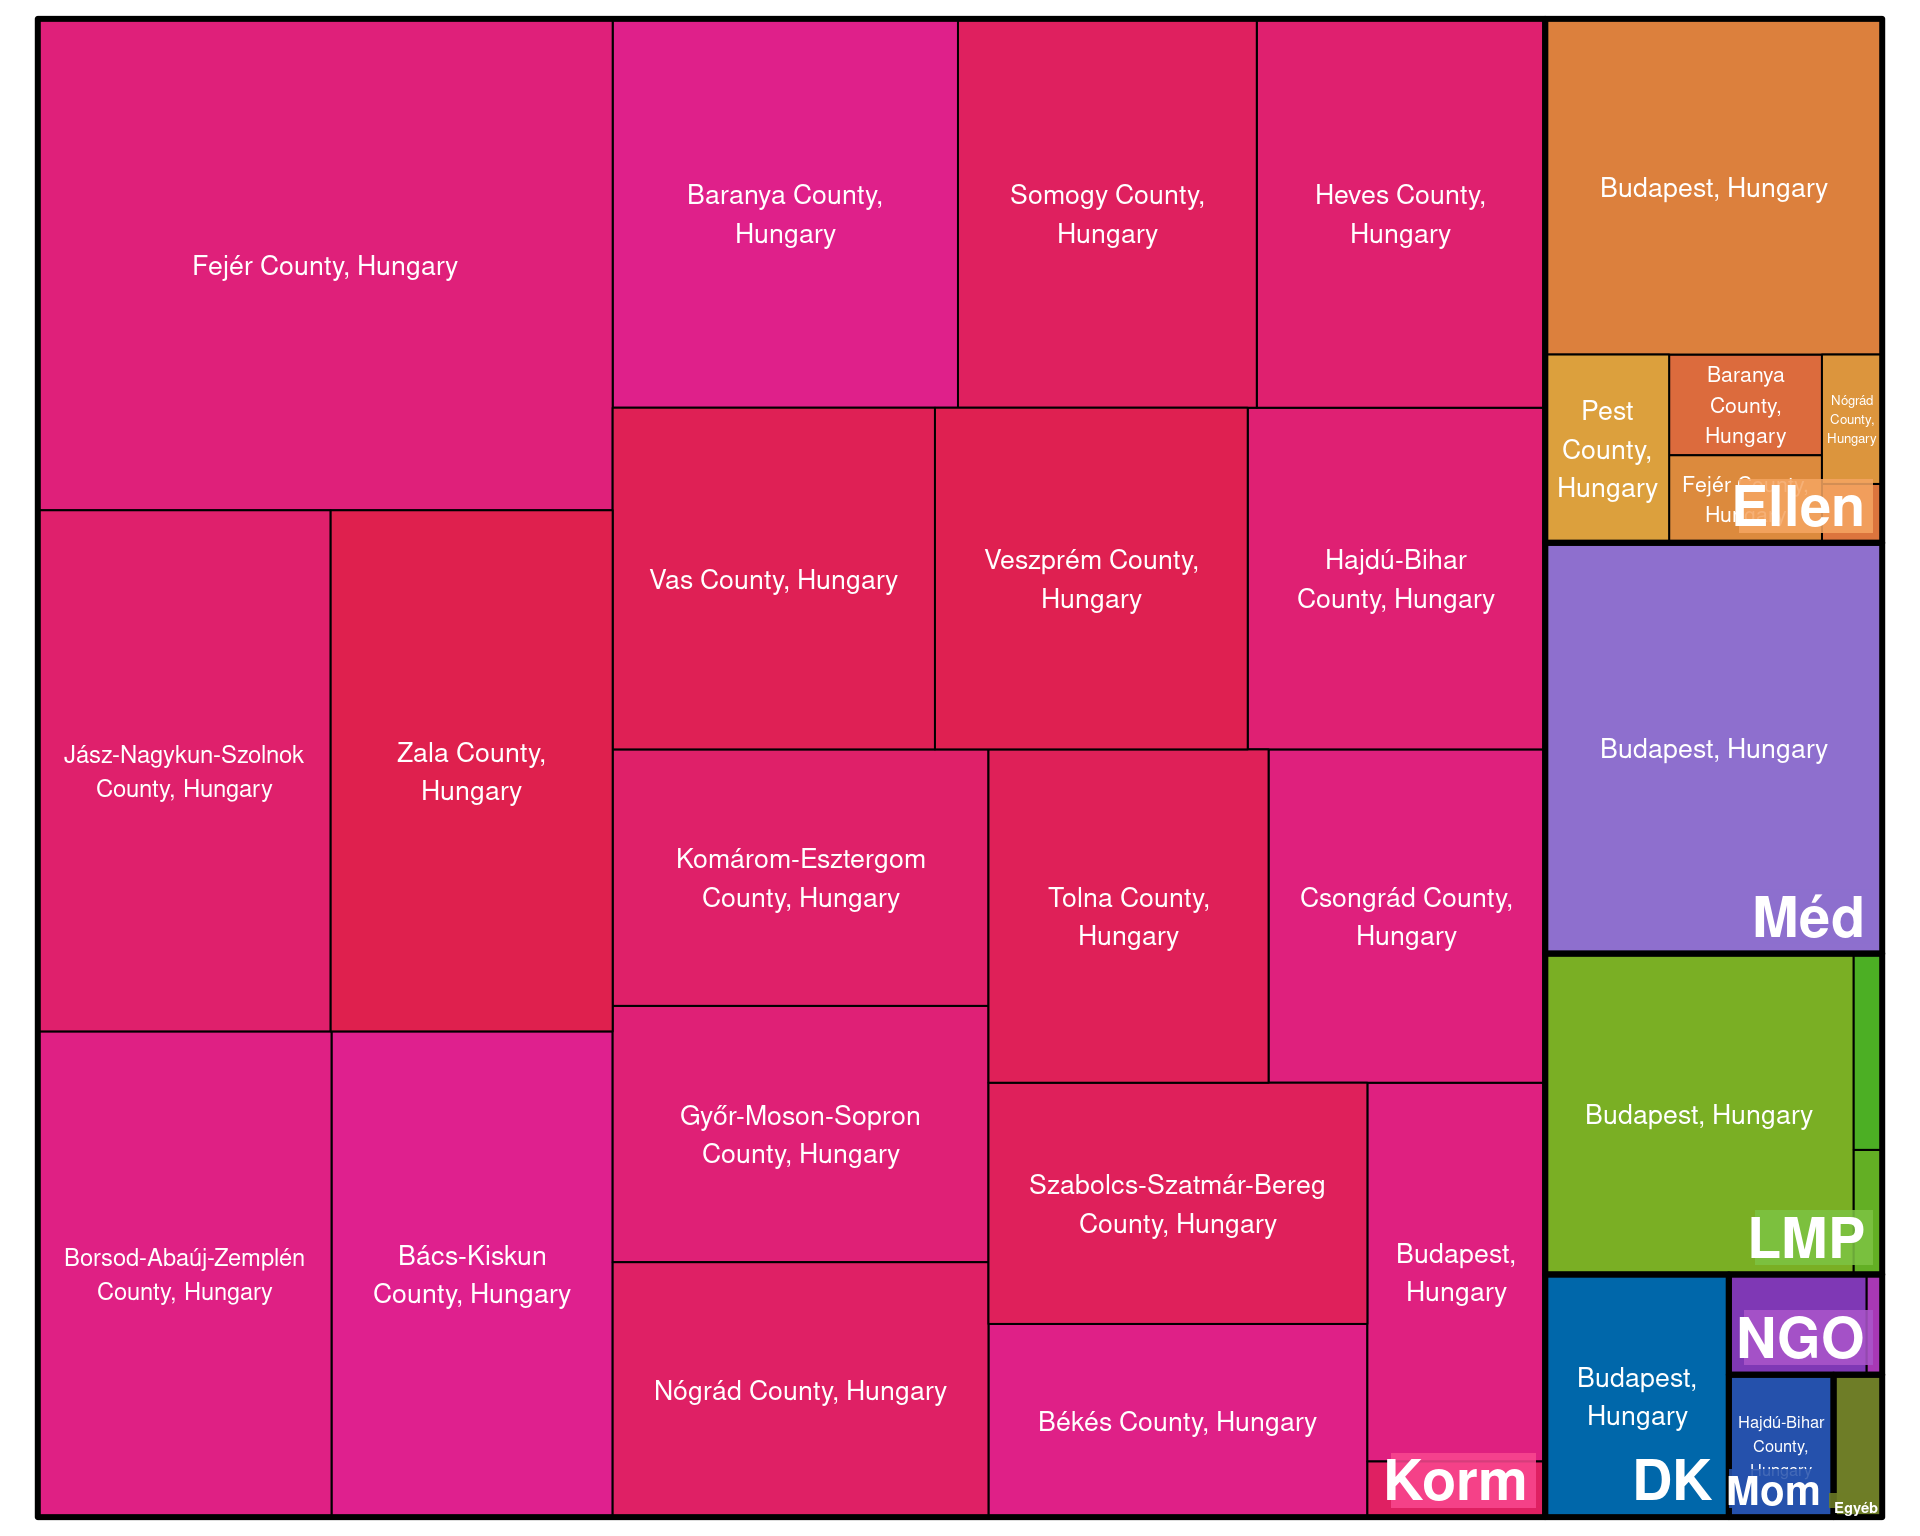 Fejér County, Hungary
Baranya County,
Hungary
Somogy County,
Hungary
Heves County,
Hungary
Jász-Nagykun-Szolnok
County, Hungary
Zala County,
Hungary
Vas County, Hungary
Veszprém County,
Hungary
Hajdú-Bihar
County, Hungary
Borsod-Abaúj-Zemplén
County, Hungary
Bács-Kiskun
County, Hungary
Komárom-Esztergom
County, Hungary
Tolna County,
Hungary
Csongrád County,
Hungary
Győr-Moson-Sopron
County, Hungary
Nógrád County, Hungary
Szabolcs-Szatmár-Bereg
County, Hungary
Békés County, Hungary
Budapest,
Hungary
Korm
Budapest, Hungary
Pest
County,
Hungary
Baranya
County,
Hungary
Nógrád
County,
Hungary
Fejér County,
Hungary
Ellen
Budapest, Hungary
Méd
Budapest, Hungary
LMP
Budapest,
Hungary
DK
NGO
Hajdú-Bihar
County,
Hungary
Mom
Egyéb